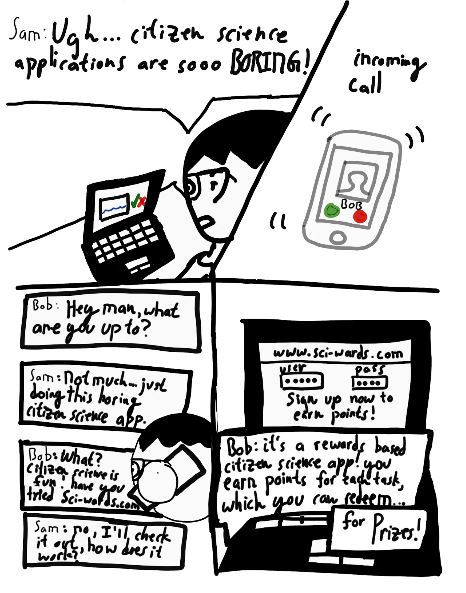 Sam: Ugh... citizen science
applications are sooo BORING!
incoming
call
BOB
Bob: Hey man, what
are you up to?
Sam: Not much... just
doing this boring
citizen science app.
Bob: What?
citizen science is
fun! have you
tried Sci-wards.com
Sam: no, I'll check
it out, how does it
work?
www.sci-wards.com
user
pass
Sign up now to
earn points!
Bob: it's a rewards based
citizen science app! you
earn points for each task,
which you can redeem...
for Prizes!